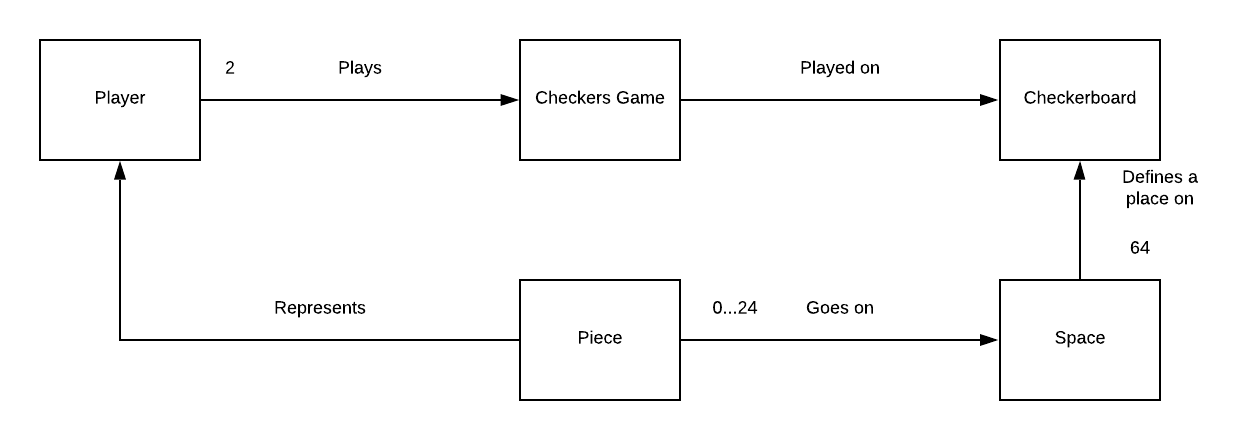 2
Plays
Played on
Player
Checkers Game
Checkerboard
Defines a
place on
64
Represents
0...24
Goes on
Piece
Space